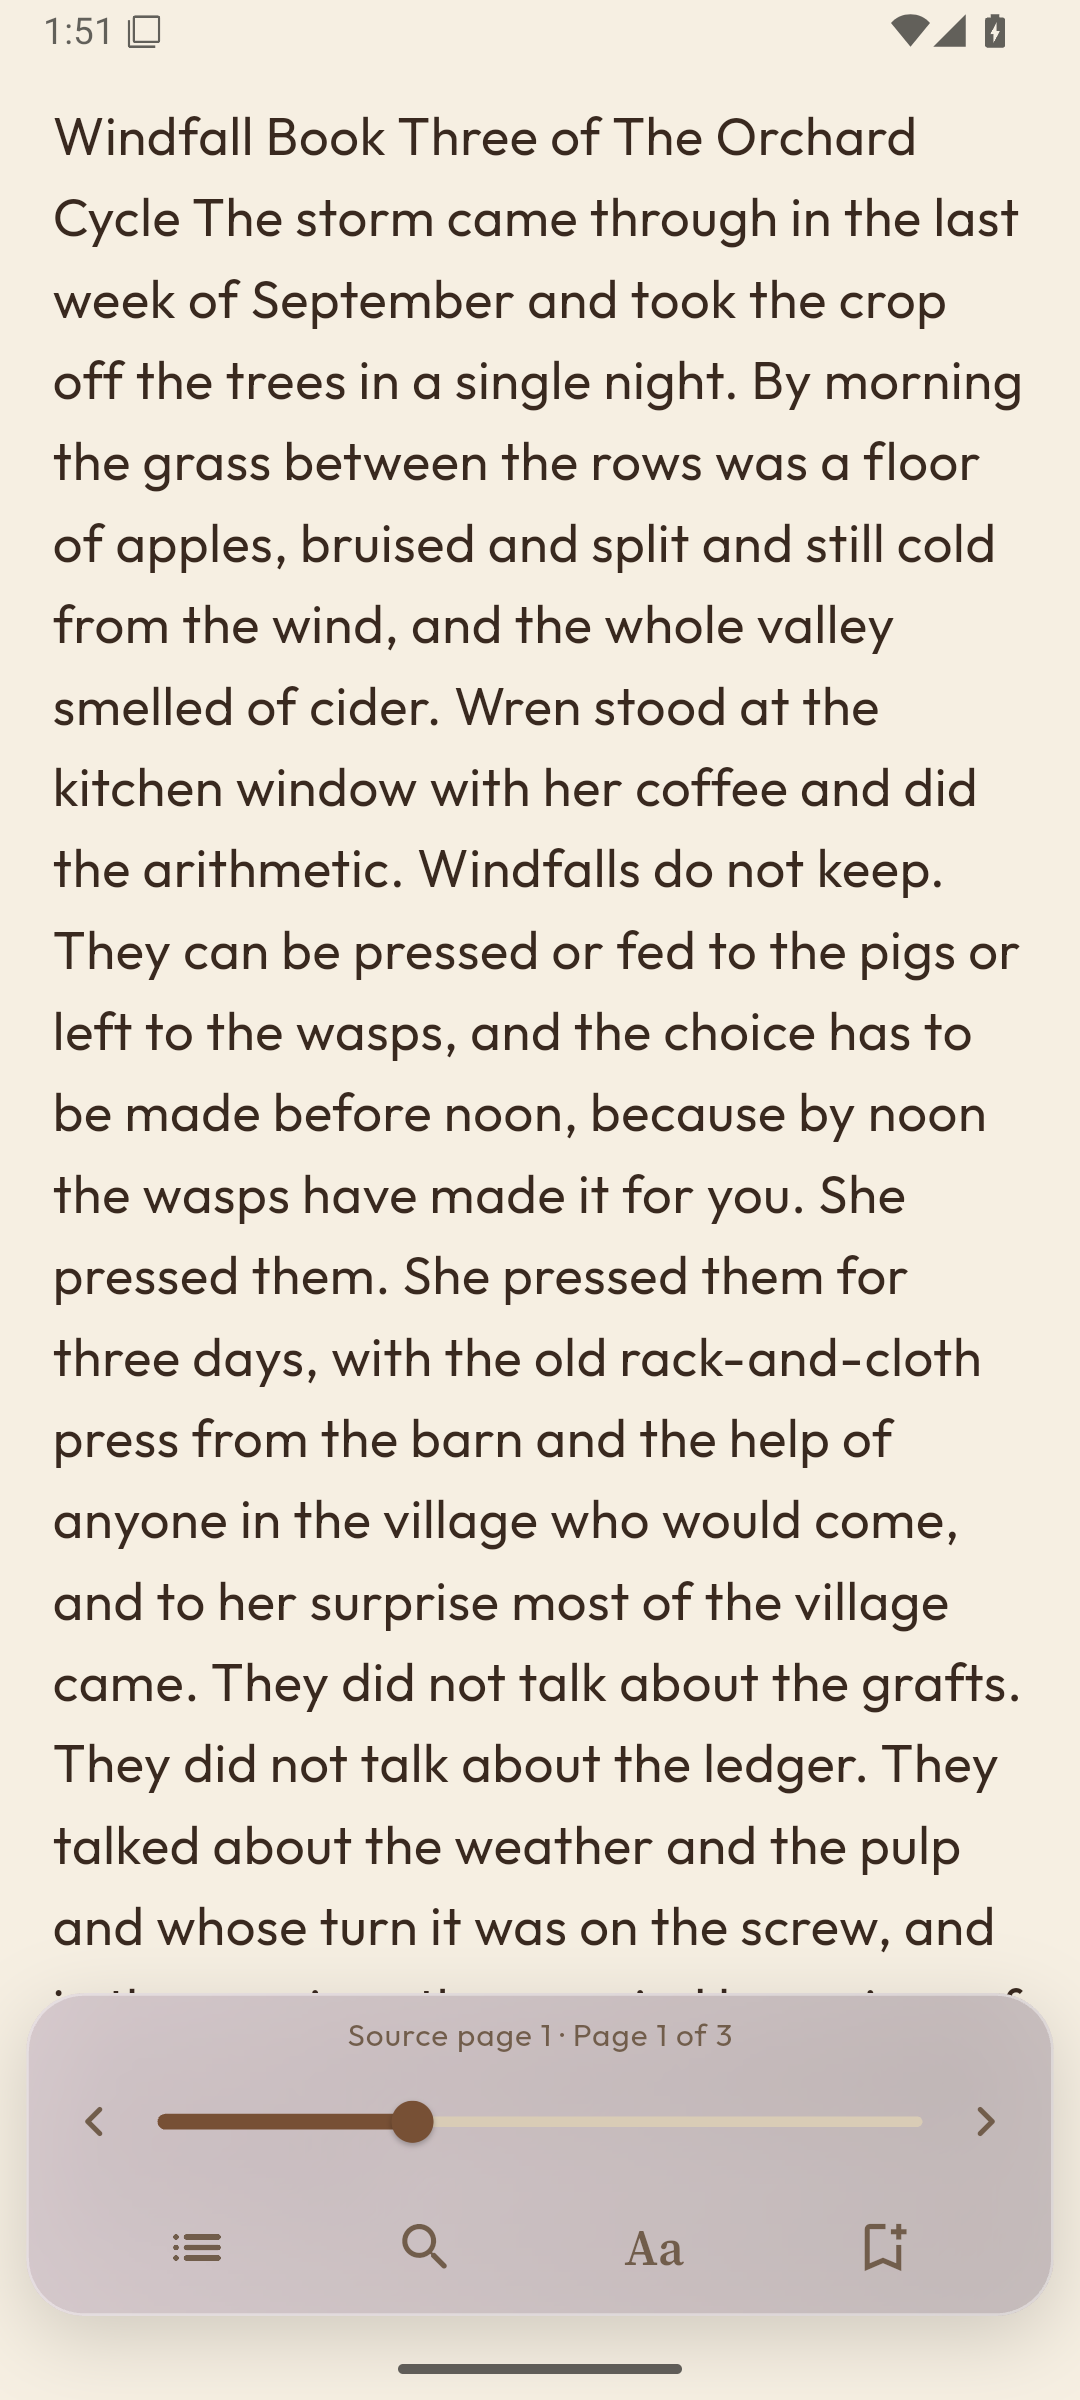 1:51
Windfall Book Three of The Orchard
Cycle The storm came through in the last
week of September and took the crop
off the trees in a single night. By morning
the grass between the rows was a floor
of apples, bruised and split and still cold
from the wind, and the whole valley
smelled of cider. Wren stood at the
kitchen window with her coffee and did
the arithmetic. Windfalls do not keep.
They can be pressed or fed to the pigs or
left to the wasps, and the choice has to
be made before noon, because by noon
the wasps have made it for you. She
pressed them. She pressed them for
three days, with the old rack-and-cloth
press from the barn and the help of
anyone in the village who would come,
and to her surprise most of the village
came. They did not talk about the grafts.
They did not talk about the ledger. They
talked about the weather and the pulp
and whose turn it was on the screw, and
Source page 1 · Page 1 of 3
Aa